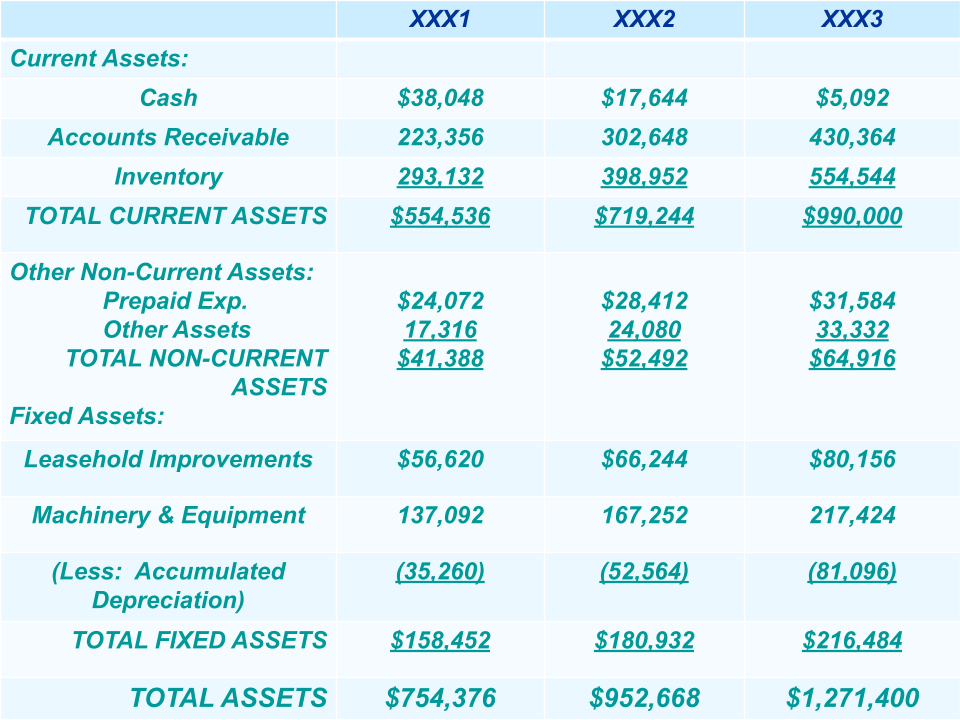 XXX1 XXX2 XXX3
Current Assets:
Cash $38,048 $17,644 $5,092
Accounts Receivable 223,356 302,648 430,364
Inventory 293,132 398,952 554,544
TOTAL CURRENT ASSETS $554,536 $719,244 $990,000
Other Non-Current Assets:
Prepaid Exp. $24,072 $28,412 $31,584
Other Assets 17,316 24,080 33,332
TOTAL NON-CURRENT $41,388 $52,492 $64,916
ASSETS
Fixed Assets:
Leasehold Improvements $56,620 $66,244 $80,156
Machinery & Equipment 137,092 167,252 217,424
(Less: Accumulated (35,260) (52,564) (81,096)
Depreciation)
TOTAL FIXED ASSETS $158,452 $180,932 $216,484
TOTAL ASSETS $754,376 $952,668 $1,271,400